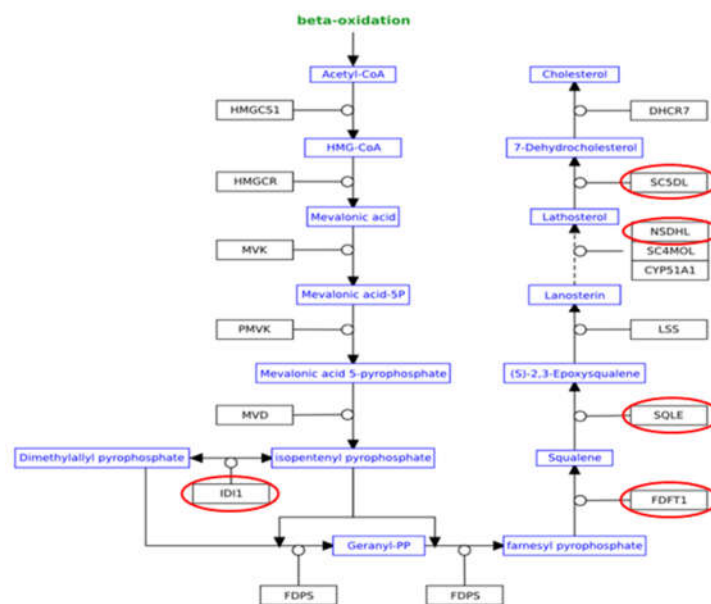 beta-oxidation
Acetyl-CoA
HMGCS1
HMG-CoA
HMGCR
Mevalonic acid
MVK
Mevalonic acid-5P
PMVK
Mevalonic acid 5-pyrophosphate
MVD
Dimethylallyl pyrophosphate
isopentenyl pyrophosphate
IDI1
Geranyl-PP
FDPS
FDPS
farnesyl pyrophosphate
Cholesterol
DHCR7
7-Dehydrocholesterol
SC5DL
Lathosterol
NSDHL
SC4MOL
CYP51A1
Lanosterin
LSS
(S)-2,3-Epoxysqualene
SQLE
Squalene
FDFT1